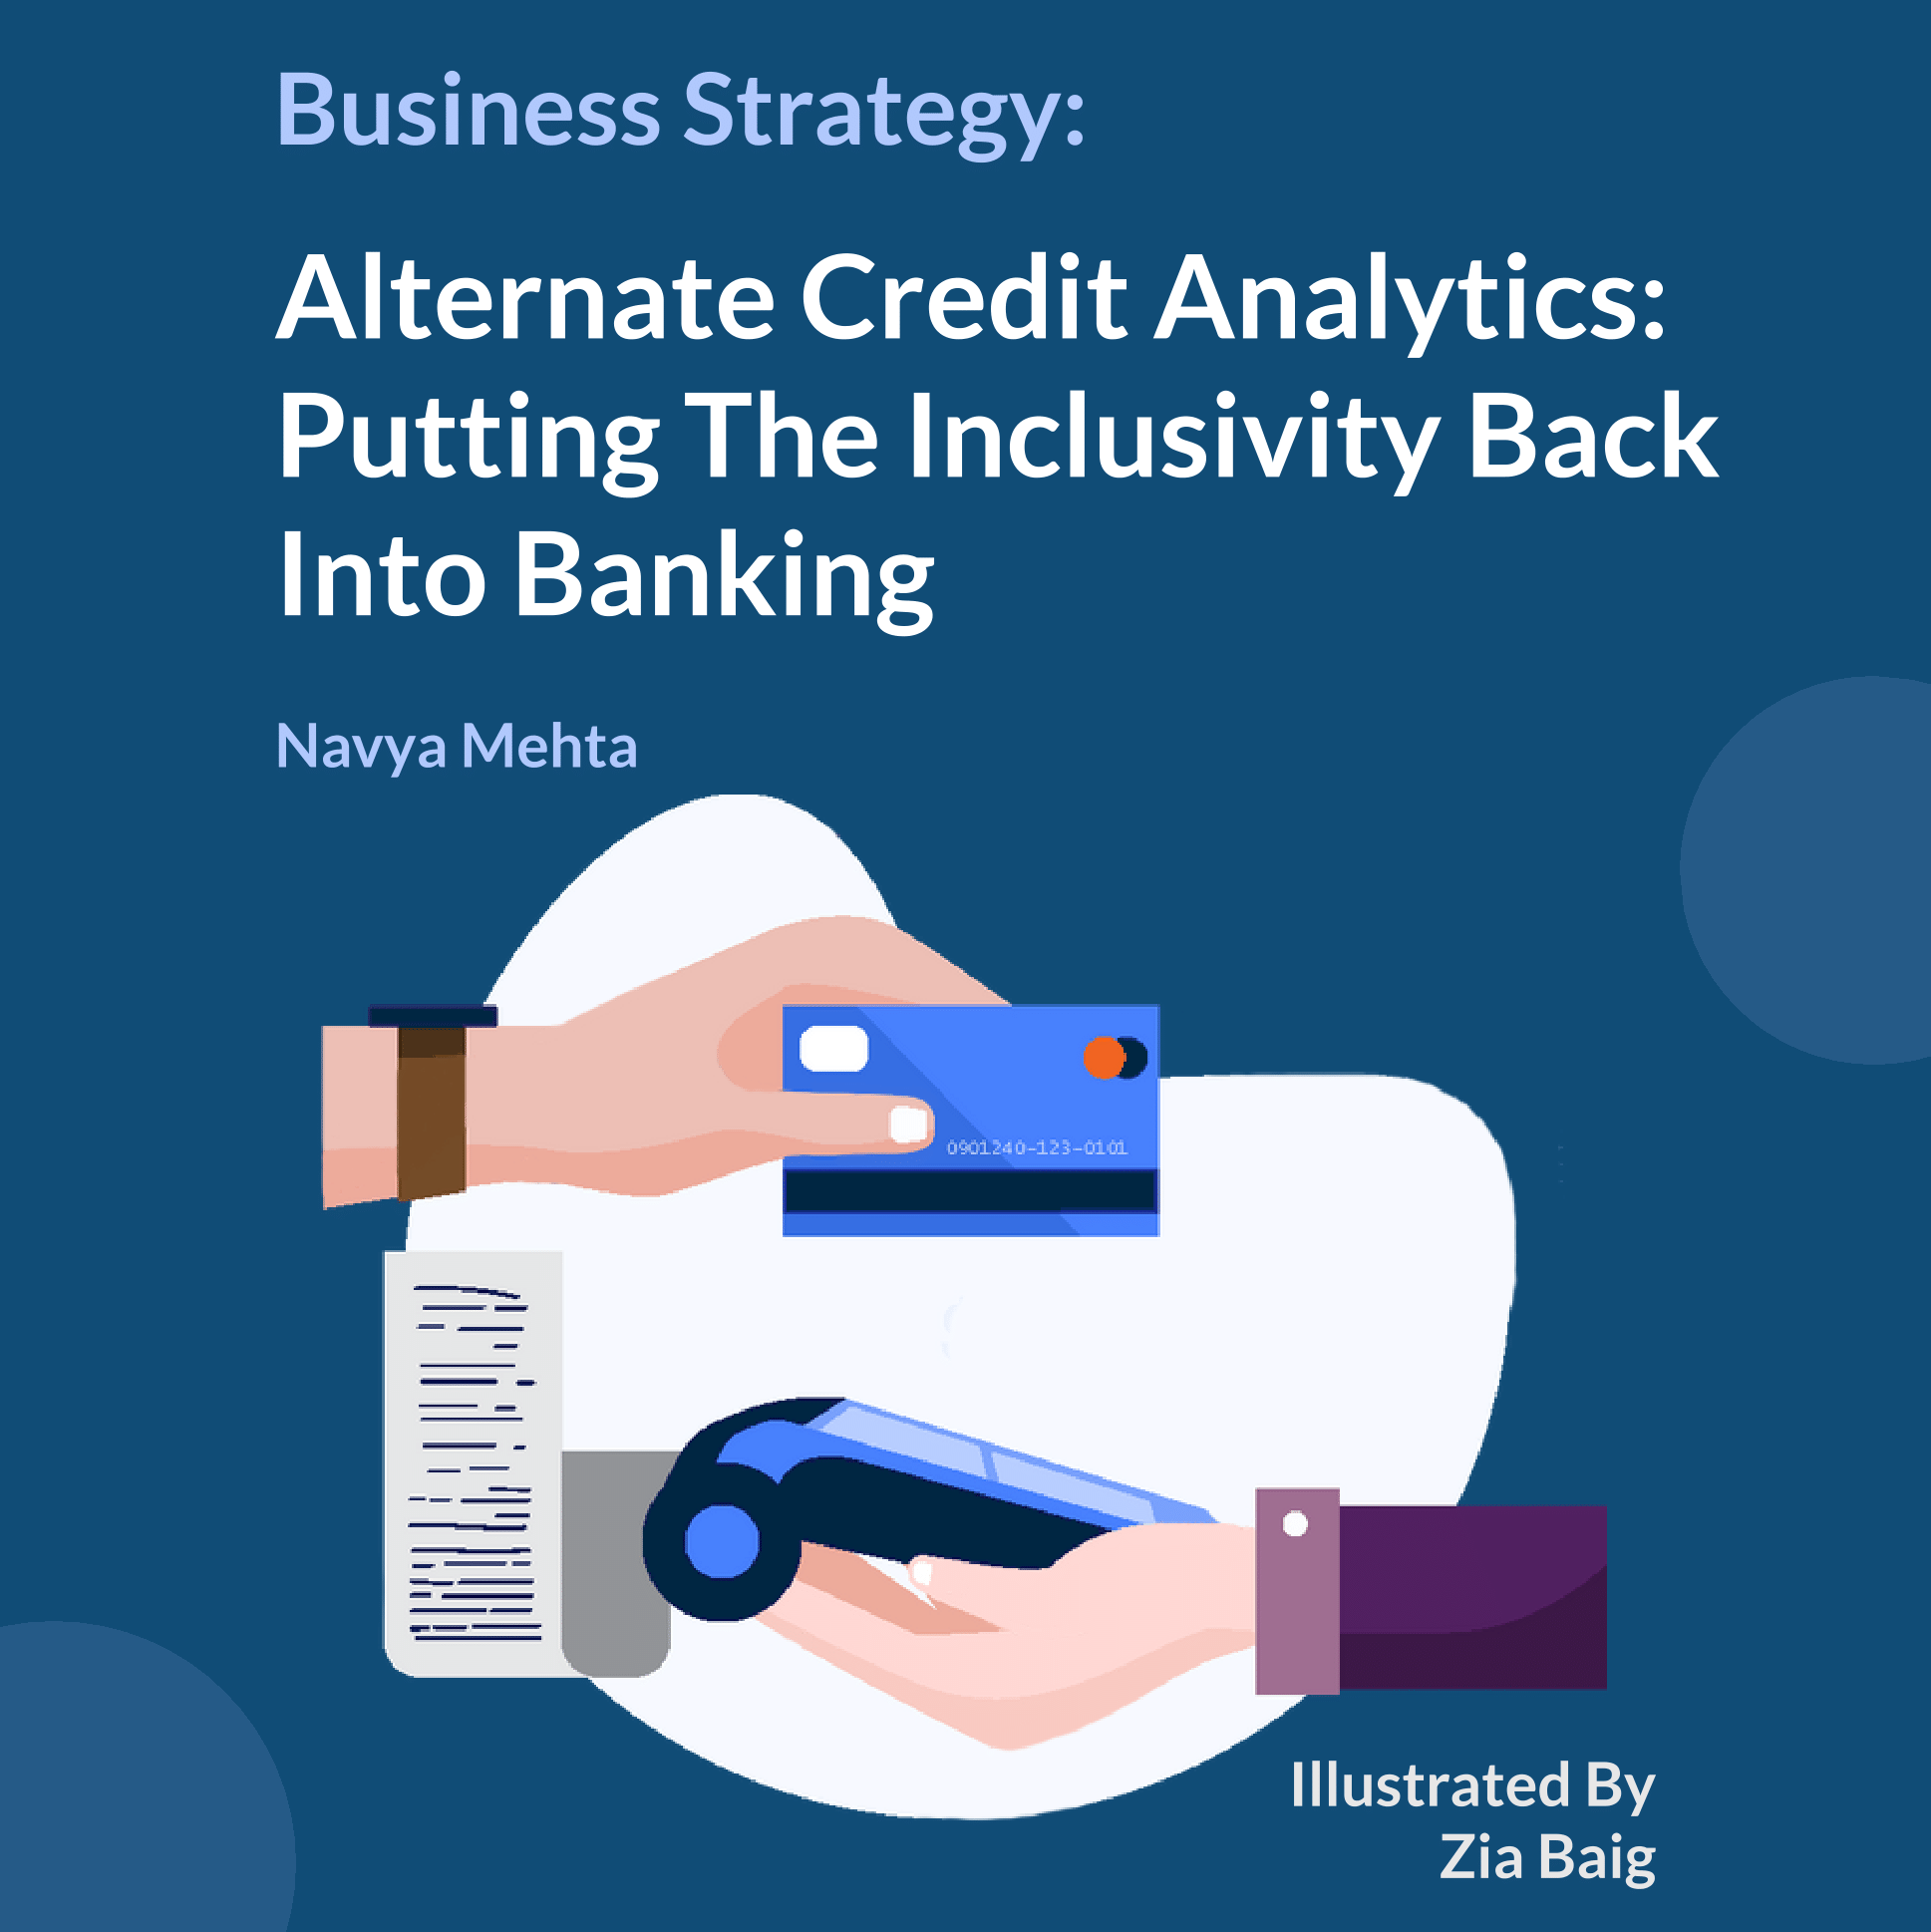 Business Strategy:
Alternate Credit Analytics:
Putting The Inclusivity Back
Into Banking
Navya Mehta
0901240-123-0101
Illustrated By
Zia Baig